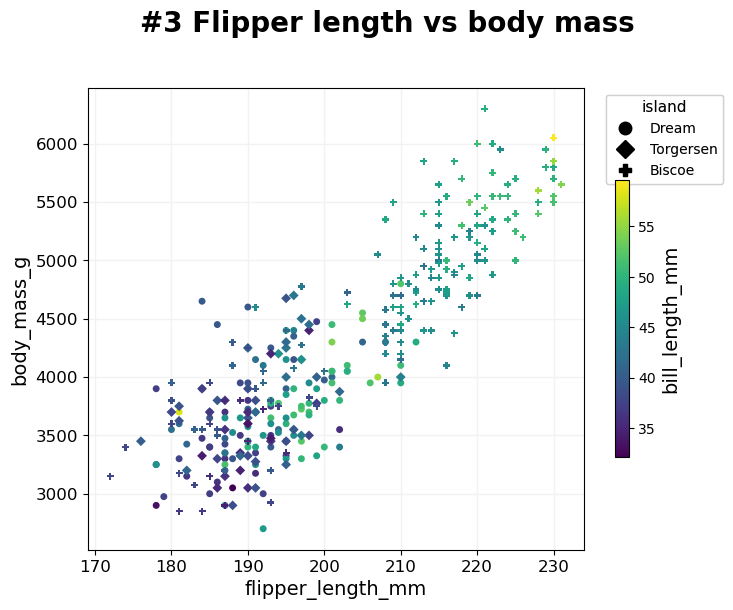 #3 Flipper length vs body mass
island
Dream
Torgersen
Biscoe
6000
5500
5000
4500
4000
3500
3000
body_mass_g
170 180 190 200 210 220 230
flipper_length_mm
55
50
45
40
35
bill_length_mm